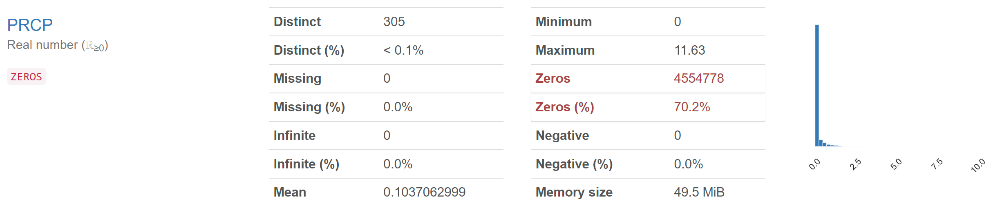 PRCP
Real number (ℝ≥0)
ZEROS
Distinct 305
Distinct (%) < 0.1%
Missing 0
Missing (%) 0.0%
Infinite 0
Infinite (%) 0.0%
Mean 0.1037062999
Minimum 0
Maximum 11.63
Zeros 4554778
Zeros (%) 70.2%
Negative 0
Negative (%) 0.0%
Memory size 49.5 MiB
0.0 2.5 5.0 7.5 10.0